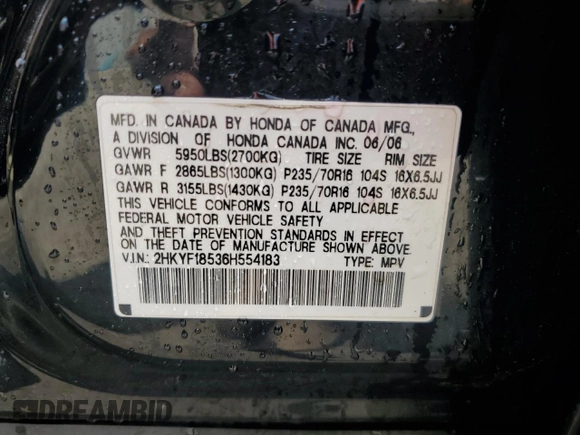 MFD. IN CANADA BY HONDA OF CANADA MFG.,
A DIVISION OF HONDA CANADA INC. 06/06
GVWR 5950LBS(2700KG) TIRE SIZE RIM SIZE
GAWR F 2865LBS(1300KG) P235/70R16 104S 16X6.5JJ
GAWR R 3155LBS(1430KG) P235/70R16 104S 16X6.5JJ
THIS VEHICLE CONFORMS TO ALL APPLICABLE
FEDERAL MOTOR VEHICLE SAFETY
AND THEFT PREVENTION STANDARDS IN EFFECT
ON THE DATE OF MANUFACTURE SHOWN ABOVE.
V.I.N.: 2HKYF18536H554183 TYPE: MPV
DREAMBID